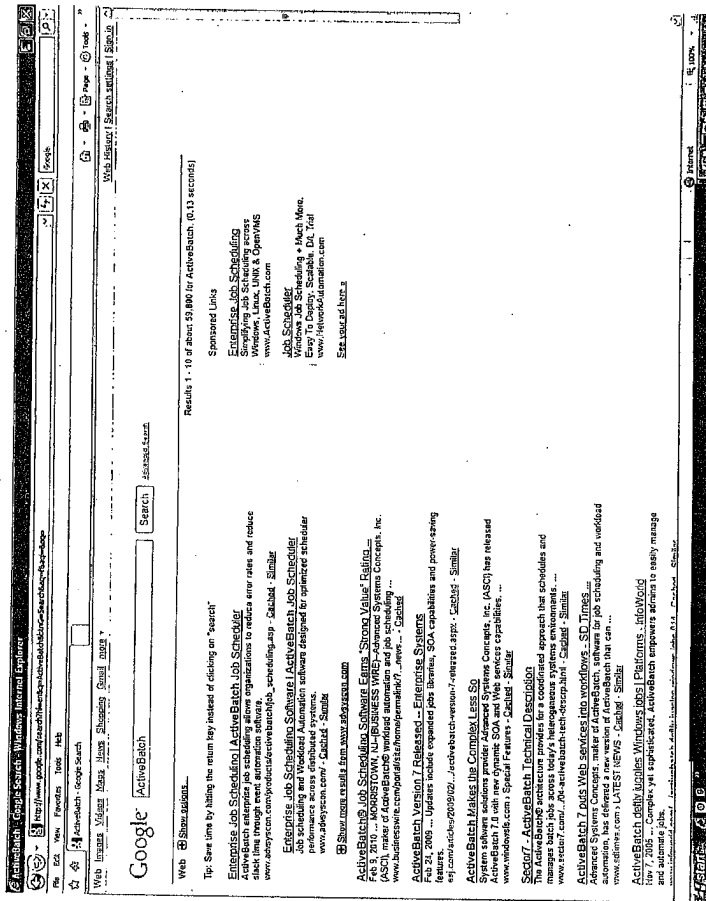 ActiveBatch - Google Search - Windows Internet Explorer
File Edit View Favorites Tools Help
Google
ActiveBatch - Google Search
Page Tools
Web Images Videos Maps News Shopping Gmail more
Web History | Search settings | Sign in
Google
ActiveBatch
Search
Advanced Search
Web Show options...
Results 1 - 10 of about 59,800 for ActiveBatch. (0.13 seconds)
Tip: Save time by hitting the return key instead of clicking on "search"
Enterprise Job Scheduling | ActiveBatch Job Scheduler
ActiveBatch enterprise job scheduling allows organizations to reduce error rates and reduce
slack time through event automation software.
www.advsyscon.com/products/activebatch/job_scheduling.asp - Cached - Similar
Enterprise Job Scheduling Software | ActiveBatch Job Scheduler
Job scheduling and Workload Automation software designed for optimized scheduler
performance across distributed systems.
www.advsyscon.com/ - Cached - Similar
Show more results from www.advsyscon.com
ActiveBatch® Job Scheduling Software Earns "Strong Value" Rating ...
Feb 9, 2010 ... MORRISTOWN, NJ--(BUSINESS WIRE)--Advanced Systems Concepts, Inc.
(ASCI), maker of ActiveBatch® workload automation and job scheduling ...
www.businesswire.com/portal/site/home/permalink/?...news... - Cached
ActiveBatch Version 7 Released -- Enterprise Systems
Feb 24, 2009 ... Updates include expanded jobs libraries, SOA capabilities and power-saving
features.
esj.com/articles/2009/02/.../activebatch-version-7-released.aspx - Cached - Similar
ActiveBatch Makes the Complex Less So
System software solutions provider Advanced Systems Concepts, Inc. (ASCI) has released
ActiveBatch 7.0 with new dynamic SOA and Web services capabilities. ...
www.windowsitls.com › Special Features - Cached - Similar
Sector7 - ActiveBatch Technical Description
The ActiveBatch® architecture provides for a coordinated approach that schedules and
manages batch jobs across today's heterogeneous systems environments. ...
www.sector7.com/.../04-activebatch-tech-descrp.html - Cached - Similar
ActiveBatch 7 puts Web services into workflows - SD Times ...
Advanced Systems Concepts, maker of ActiveBatch, software for job scheduling and workload
automation, has delivered a new version of ActiveBatch that can ...
www.sdtimes.com › LATEST NEWS - Cached - Similar
ActiveBatch deftly juggles Windows jobs | Platforms - InfoWorld
Nov 7, 2005 ... Complex yet sophisticated, ActiveBatch empowers admins to easily manage
and automate jobs.
Cached Similar
Sponsored Links
Enterprise Job Scheduling
Simplifying Job Scheduling across
Windows, Linux, UNIX & OpenVMS
www.ActiveBatch.com
Job Scheduler
Windows Job Scheduling + Much More.
Easy To Deploy, Scalable. D/L Trial
www.NetworkAutomation.com
See your ad here »
Internet
100%
start